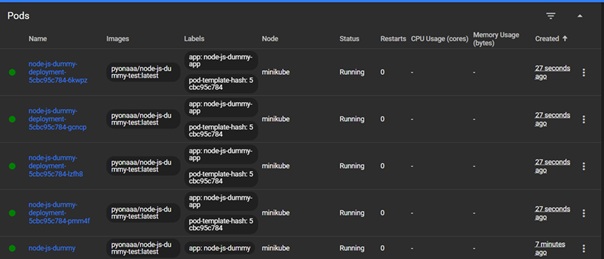 Pods
Name Images Labels Node Status Restarts CPU Usage (cores) Memory Usage (bytes) Created
node-js-dummy-deployment-5cbc95c784-6kwpz pyonaaa/node-js-dummy-test:latest app: node-js-dummy-app pod-template-hash: 5cbc95c784 minikube Running 0 - - 27 seconds ago
node-js-dummy-deployment-5cbc95c784-gcncp pyonaaa/node-js-dummy-test:latest app: node-js-dummy-app pod-template-hash: 5cbc95c784 minikube Running 0 - - 27 seconds ago
node-js-dummy-deployment-5cbc95c784-lzfh8 pyonaaa/node-js-dummy-test:latest app: node-js-dummy-app pod-template-hash: 5cbc95c784 minikube Running 0 - - 27 seconds ago
node-js-dummy-deployment-5cbc95c784-pmm4f pyonaaa/node-js-dummy-test:latest app: node-js-dummy-app pod-template-hash: 5cbc95c784 minikube Running 0 - - 27 seconds ago
node-js-dummy pyonaaa/node-js-dummy-test:latest app: node-js-dummy minikube Running 0 - - 7 minutes ago